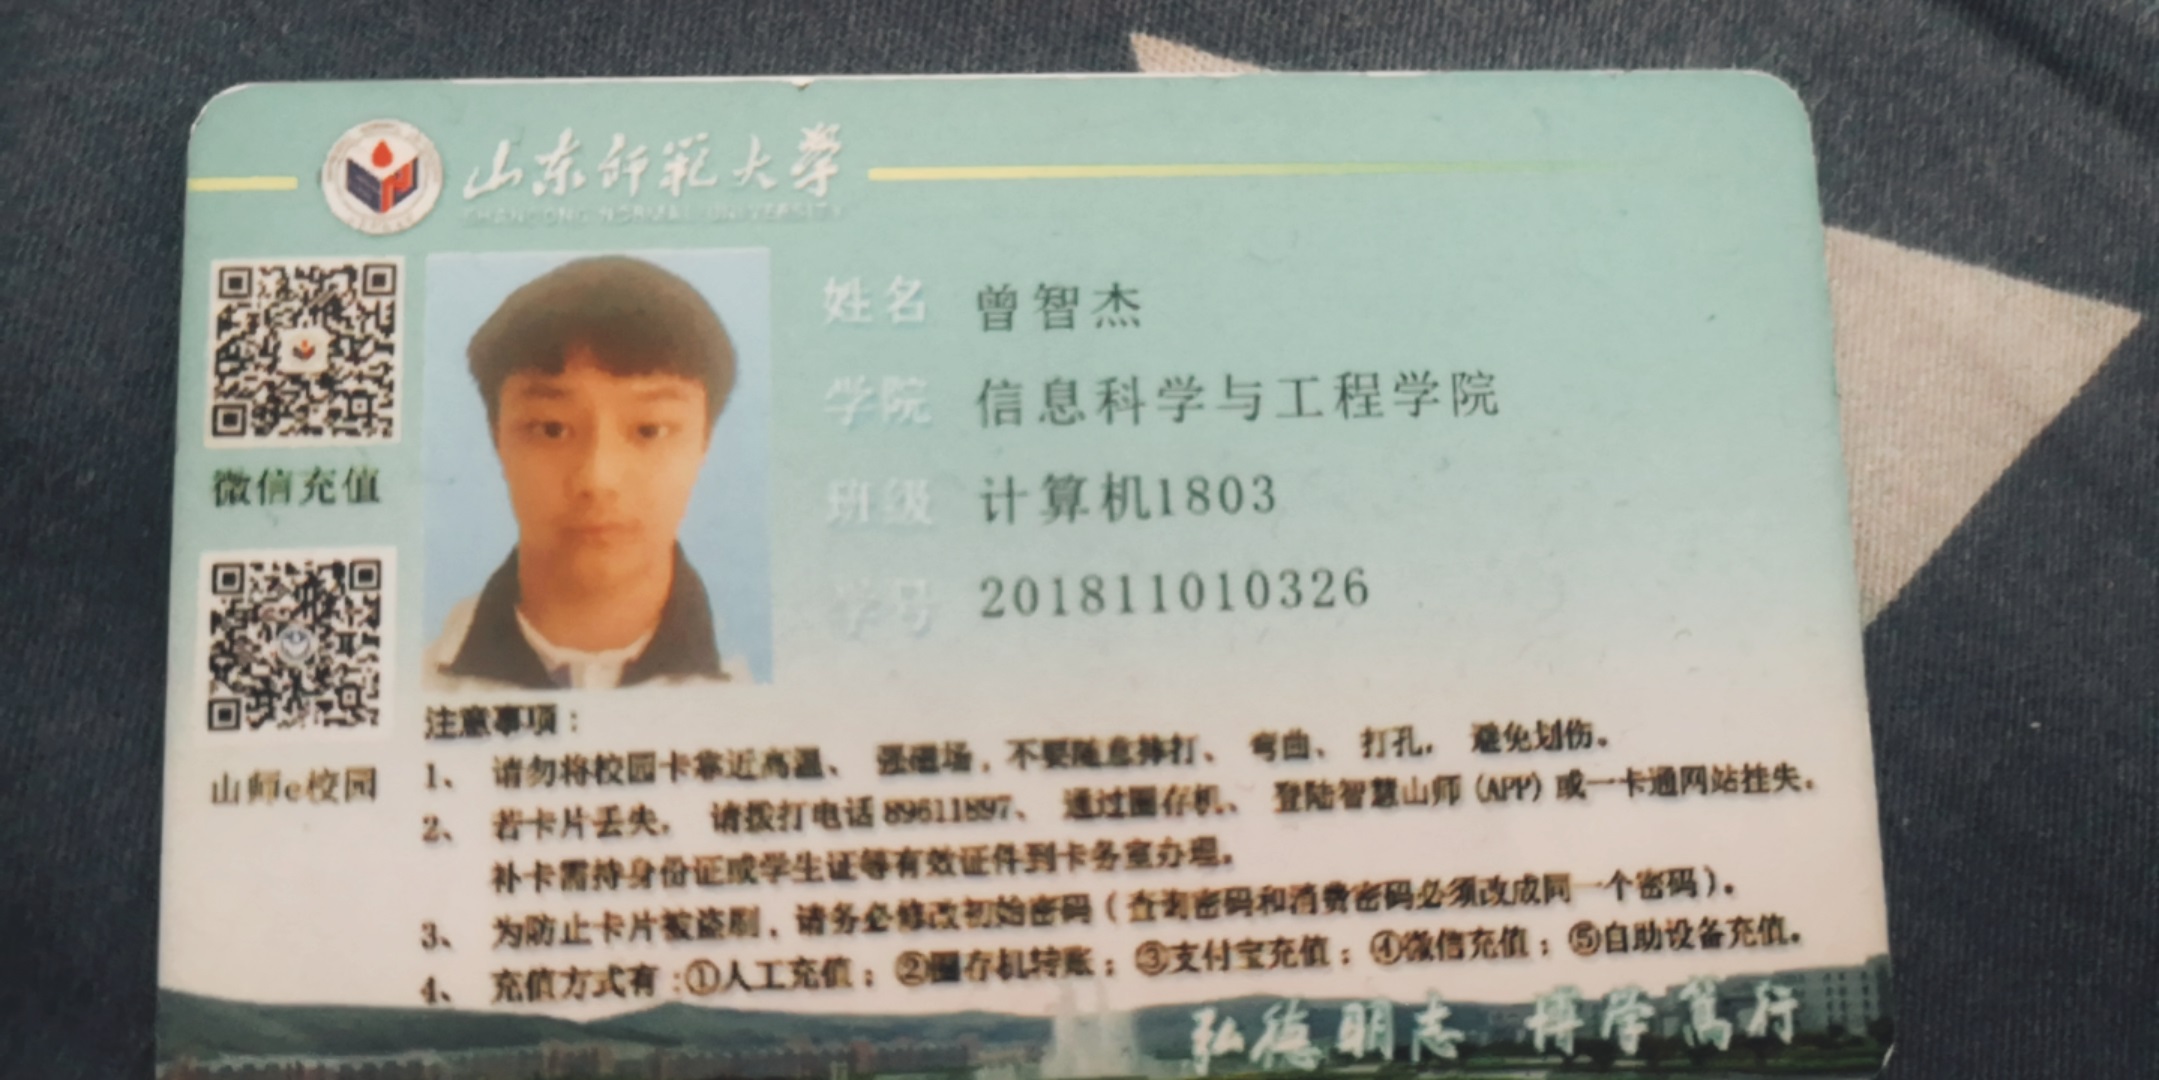 山东师范大学
SHANDONG NORMAL UNIVERSITY
姓名 曾智杰
学院 信息科学与工程学院
班级 计算机1803
学号 201811010326
微信充值
山师e校园
注意事项：
1、 请勿将校园卡靠近高温、 强磁场，不要随意摔打、 弯曲、 打孔， 避免划伤。
2、 若卡片丢失， 请拨打电话89611897、 通过圈存机、 登陆智慧山师(APP)或一卡通网站挂失，
补卡需持身份证或学生证等有效证件到卡务室办理。
3、 为防止卡片被盗刷，请务必修改初始密码（查询密码和消费密码必须改成同一个密码）。
4、 充值方式有：①人工充值；②圈存机转账；③支付宝充值；④微信充值；⑤自助设备充值。
弘德明志 博学笃行